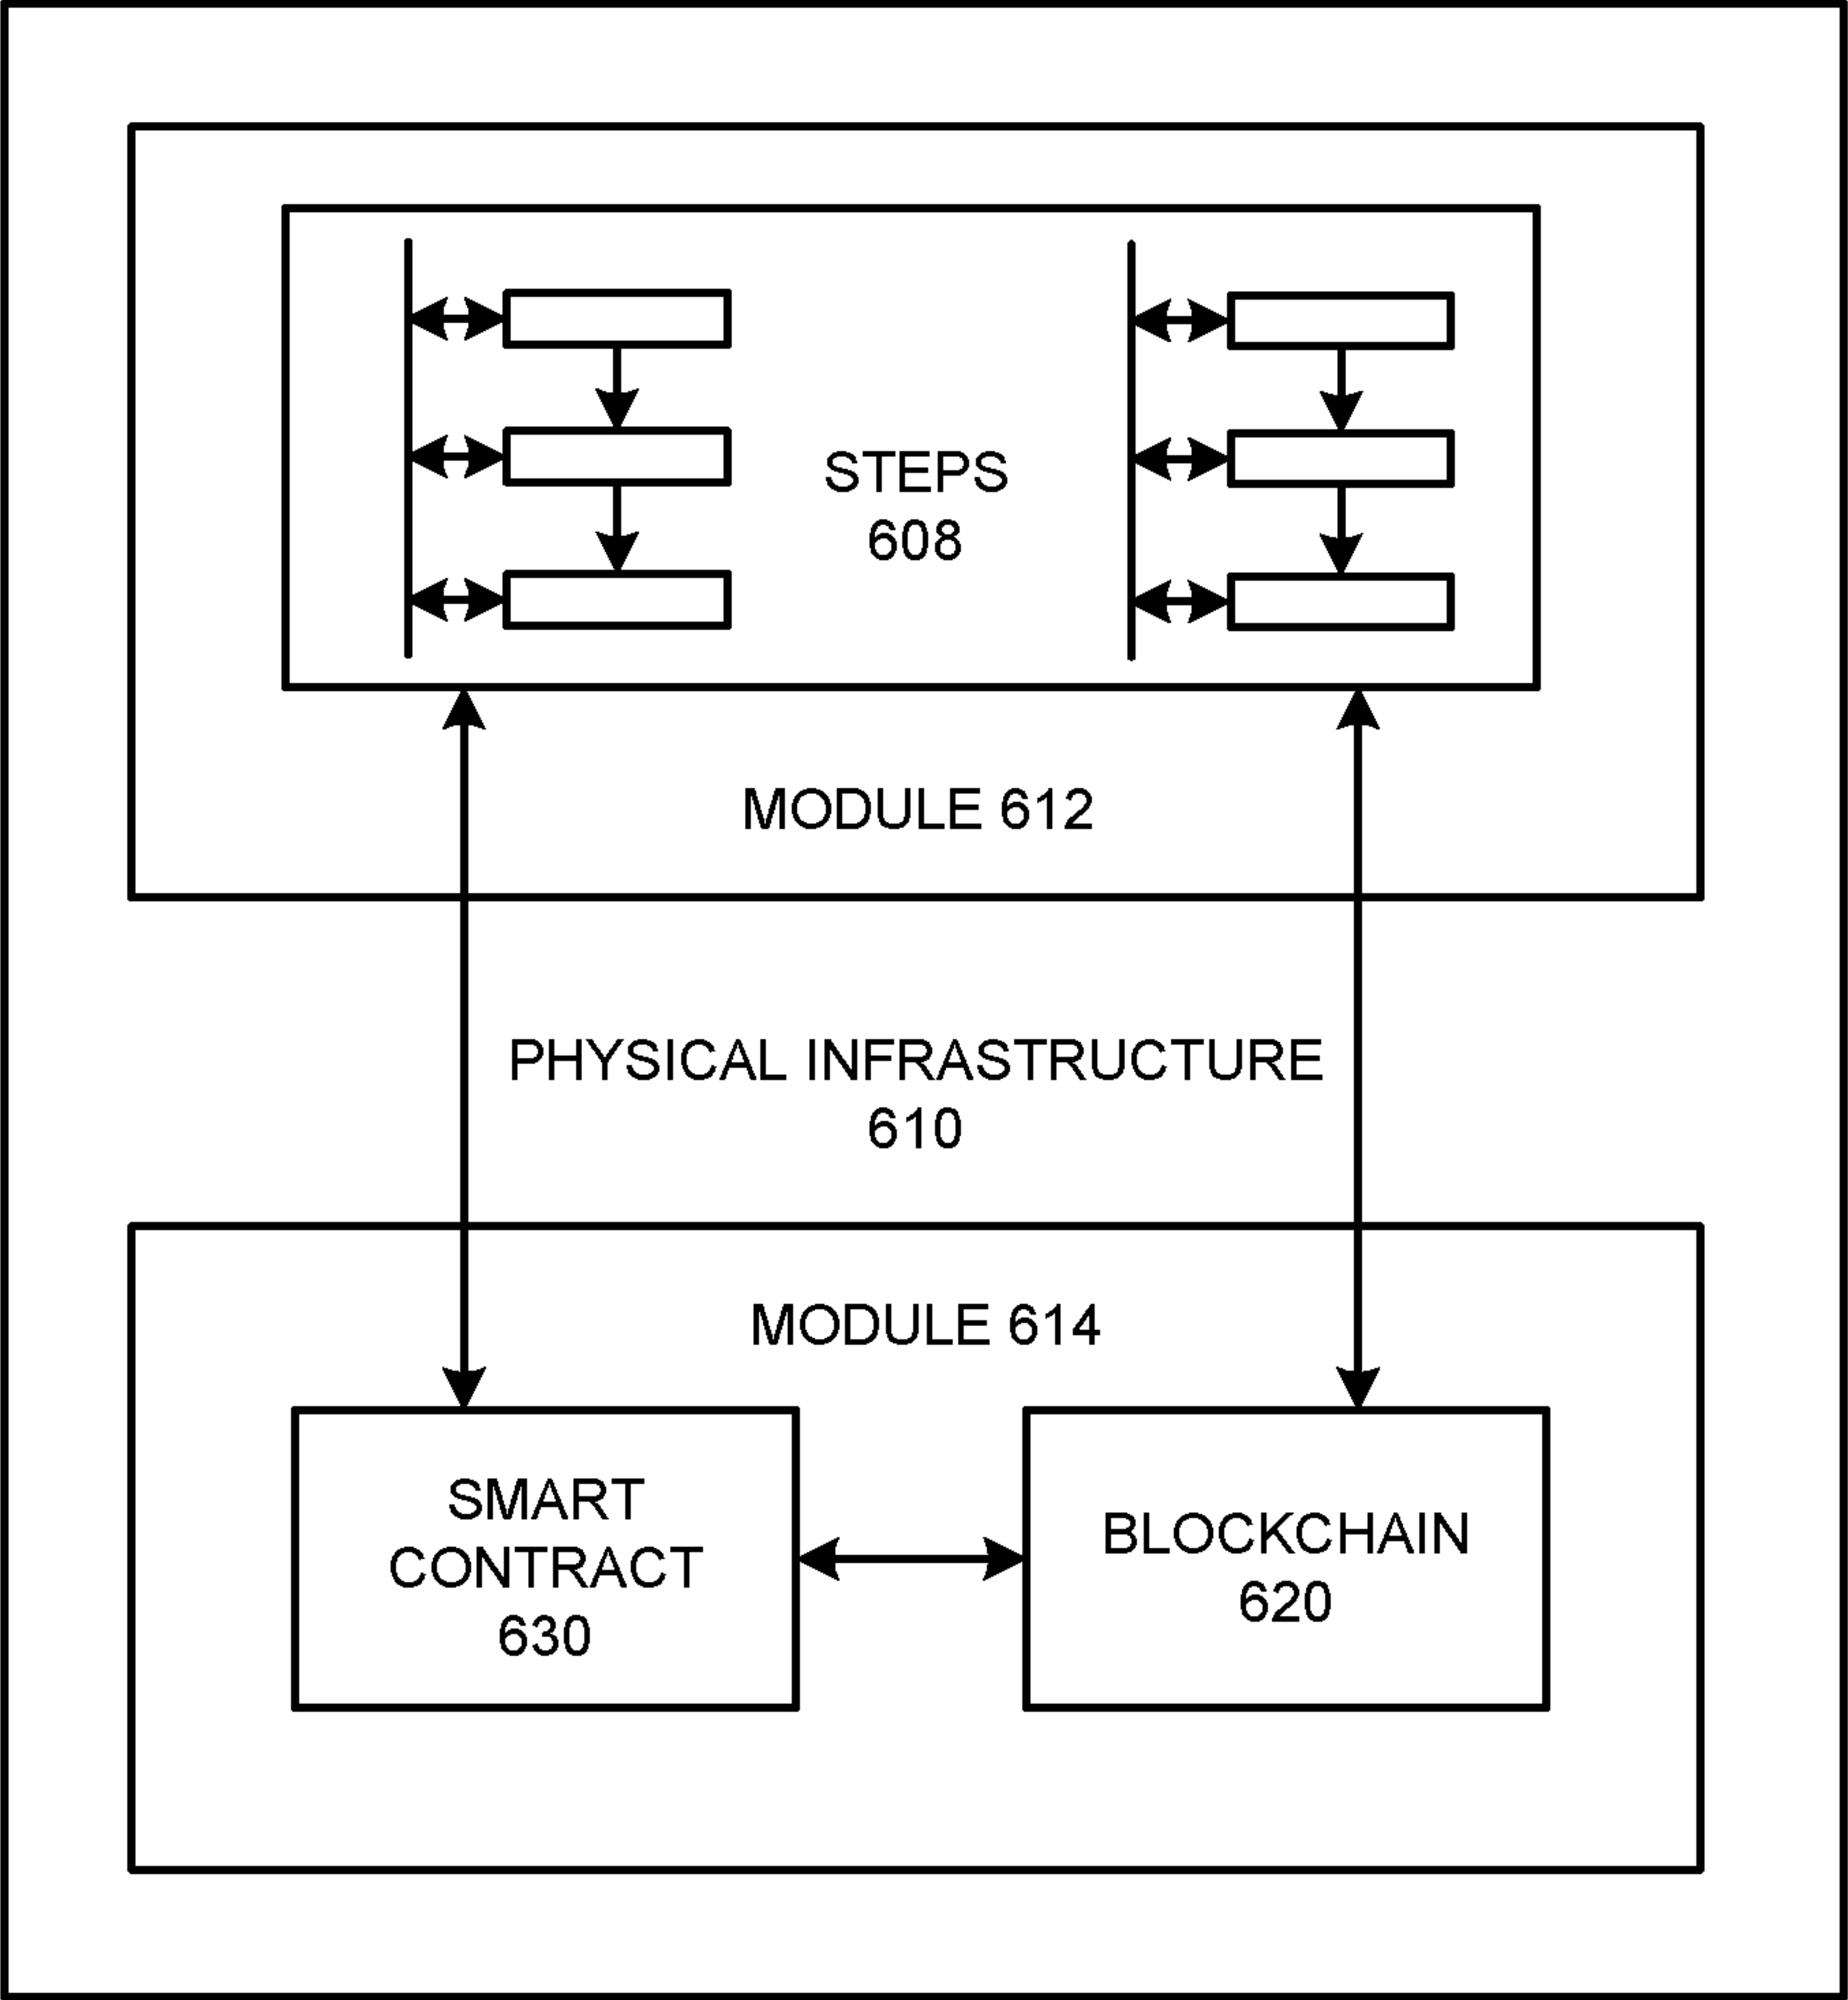 STEPS
608
MODULE 612
PHYSICAL INFRASTRUCTURE
610
MODULE 614
SMART
CONTRACT
630
BLOCKCHAIN
620